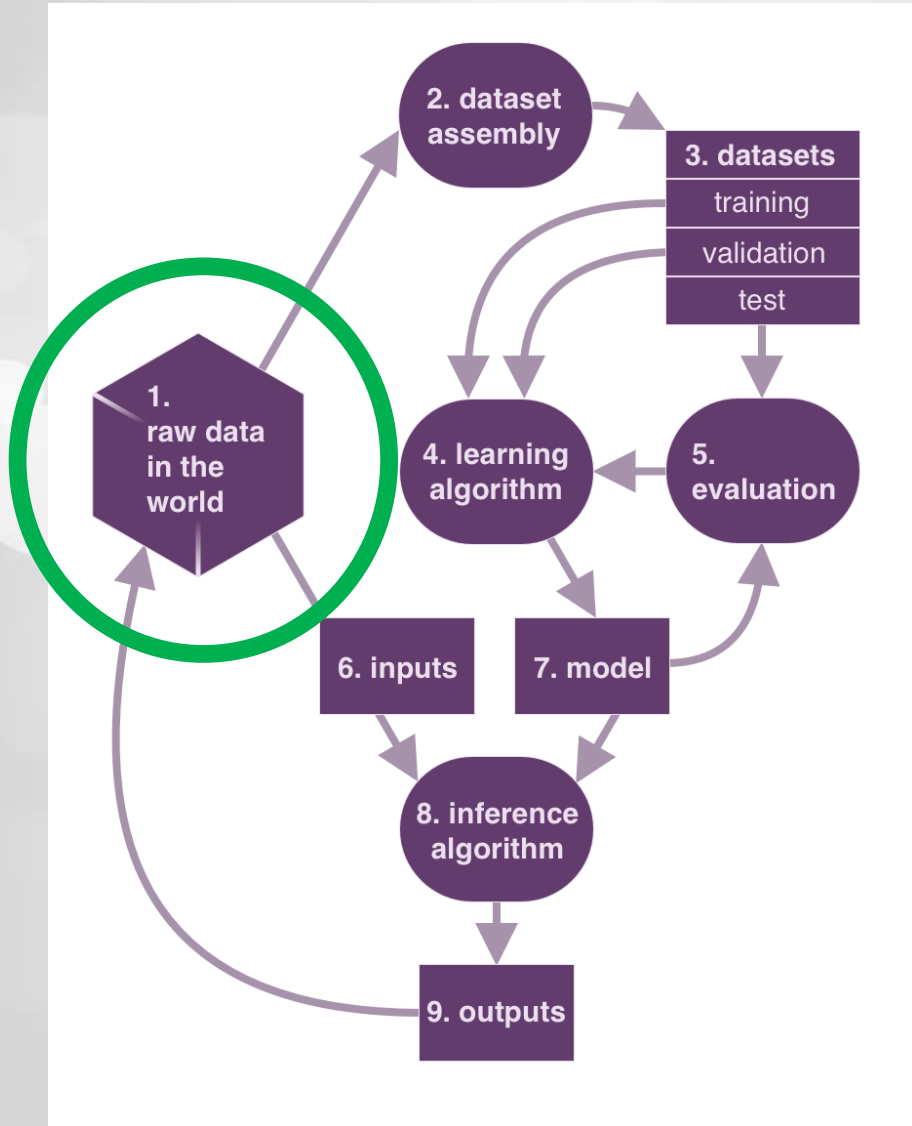 2. dataset
assembly
3. datasets
training
validation
test
1.
raw data
in the
world
4. learning
algorithm
5.
evaluation
6. inputs
7. model
8. inference
algorithm
9. outputs